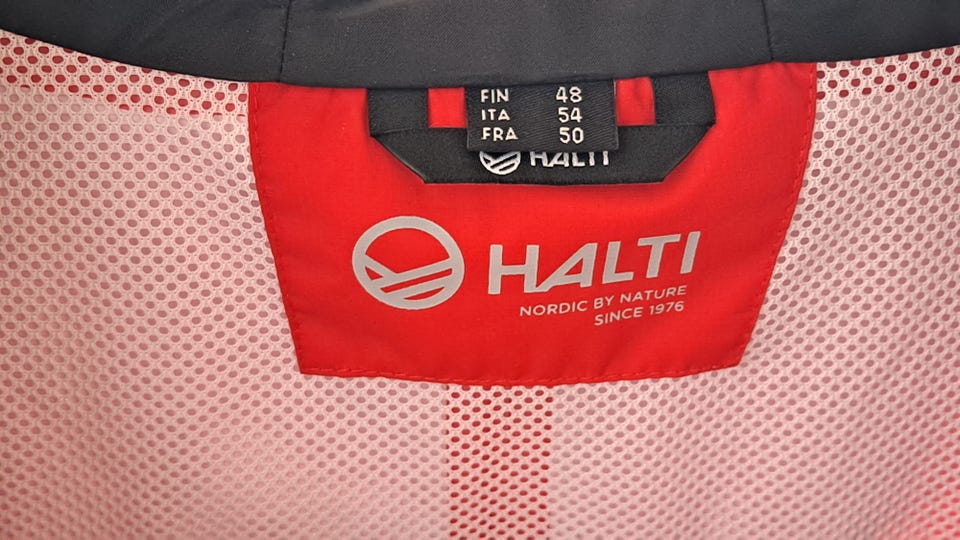 FIN 48
ITA 54
FRA 50
HALTI
HALTI
NORDIC BY NATURE
SINCE 1976